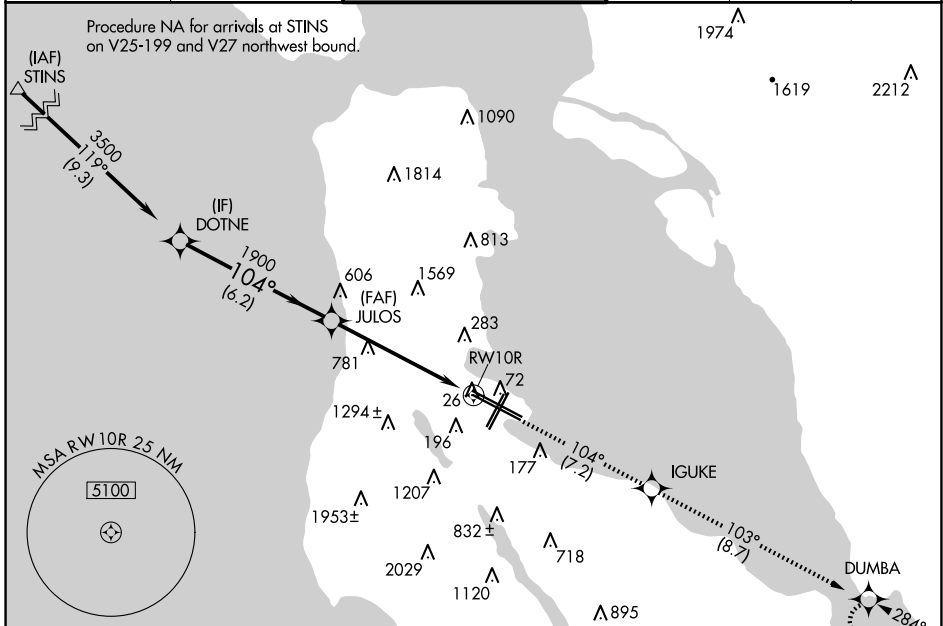 Procedure NA for arrivals at STINS
on V25-199 and V27 northwest bound.
(IAF)
STINS
3500
119°
(9.3)
(IF)
DOTNE
1900
104°
(6.2)
(FAF)
JULOS
1974
1619
2212
1090
1814
813
606
1569
283
781
RW10R
26
72
1294±
196
177
104°
(7.2)
IGUKE
1207
1953±
832±
718
2029
1120
895
103°
(8.7)
DUMBA
284°
MSA RW 10R 25 NM
5100